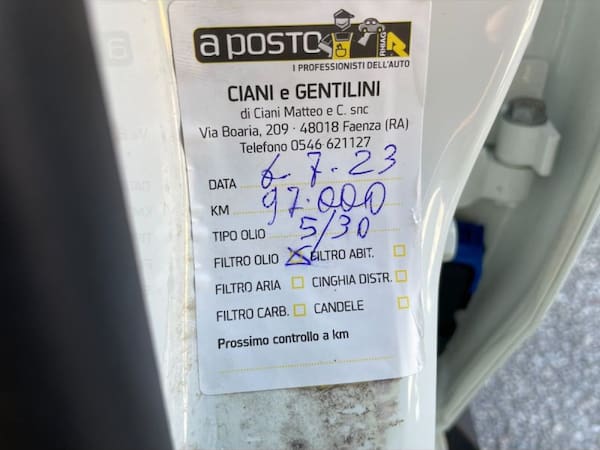 a posto RHIAG
I PROFESSIONISTI DELL'AUTO
CIANI e GENTILINI
di Ciani Matteo e C. snc
Via Boaria, 209 - 48018 Faenza (RA)
Telefono 0546 621127
DATA 6.7.23
KM 97.000
TIPO OLIO 5/30
FILTRO OLIO FILTRO ABIT.
FILTRO ARIA CINGHIA DISTR.
FILTRO CARB. CANDELE
Prossimo controllo a km